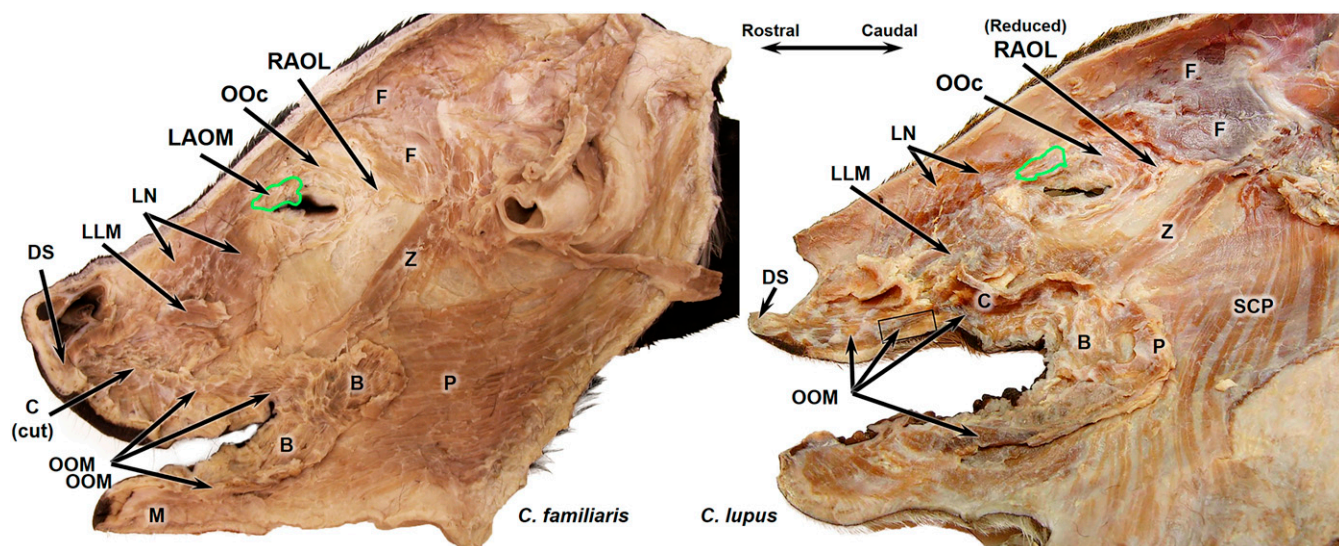 RAOL
OOc
LAOM
LN
LLM
DS
C
(cut)
OOM
OOM
F
F
Z
B
P
B
M
C. familiaris
Rostral
Caudal
(Reduced)
RAOL
OOc
LN
LLM
DS
F
F
Z
C
SCP
B
P
OOM
C. lupus